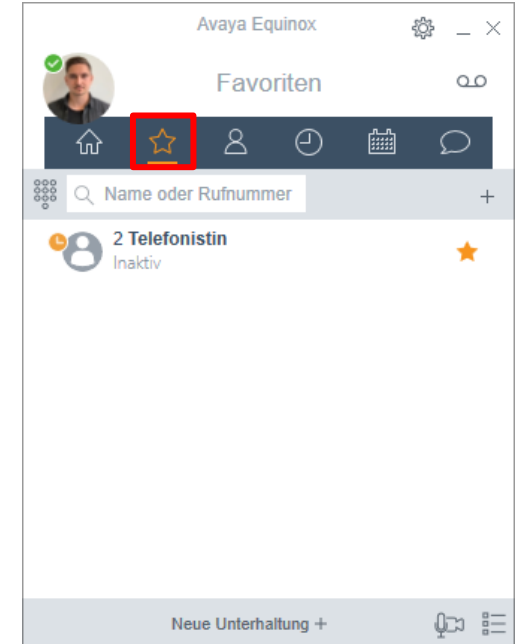 Avaya Equinox
Favoriten
Name oder Rufnummer
2 Telefonistin
Inaktiv
Neue Unterhaltung +